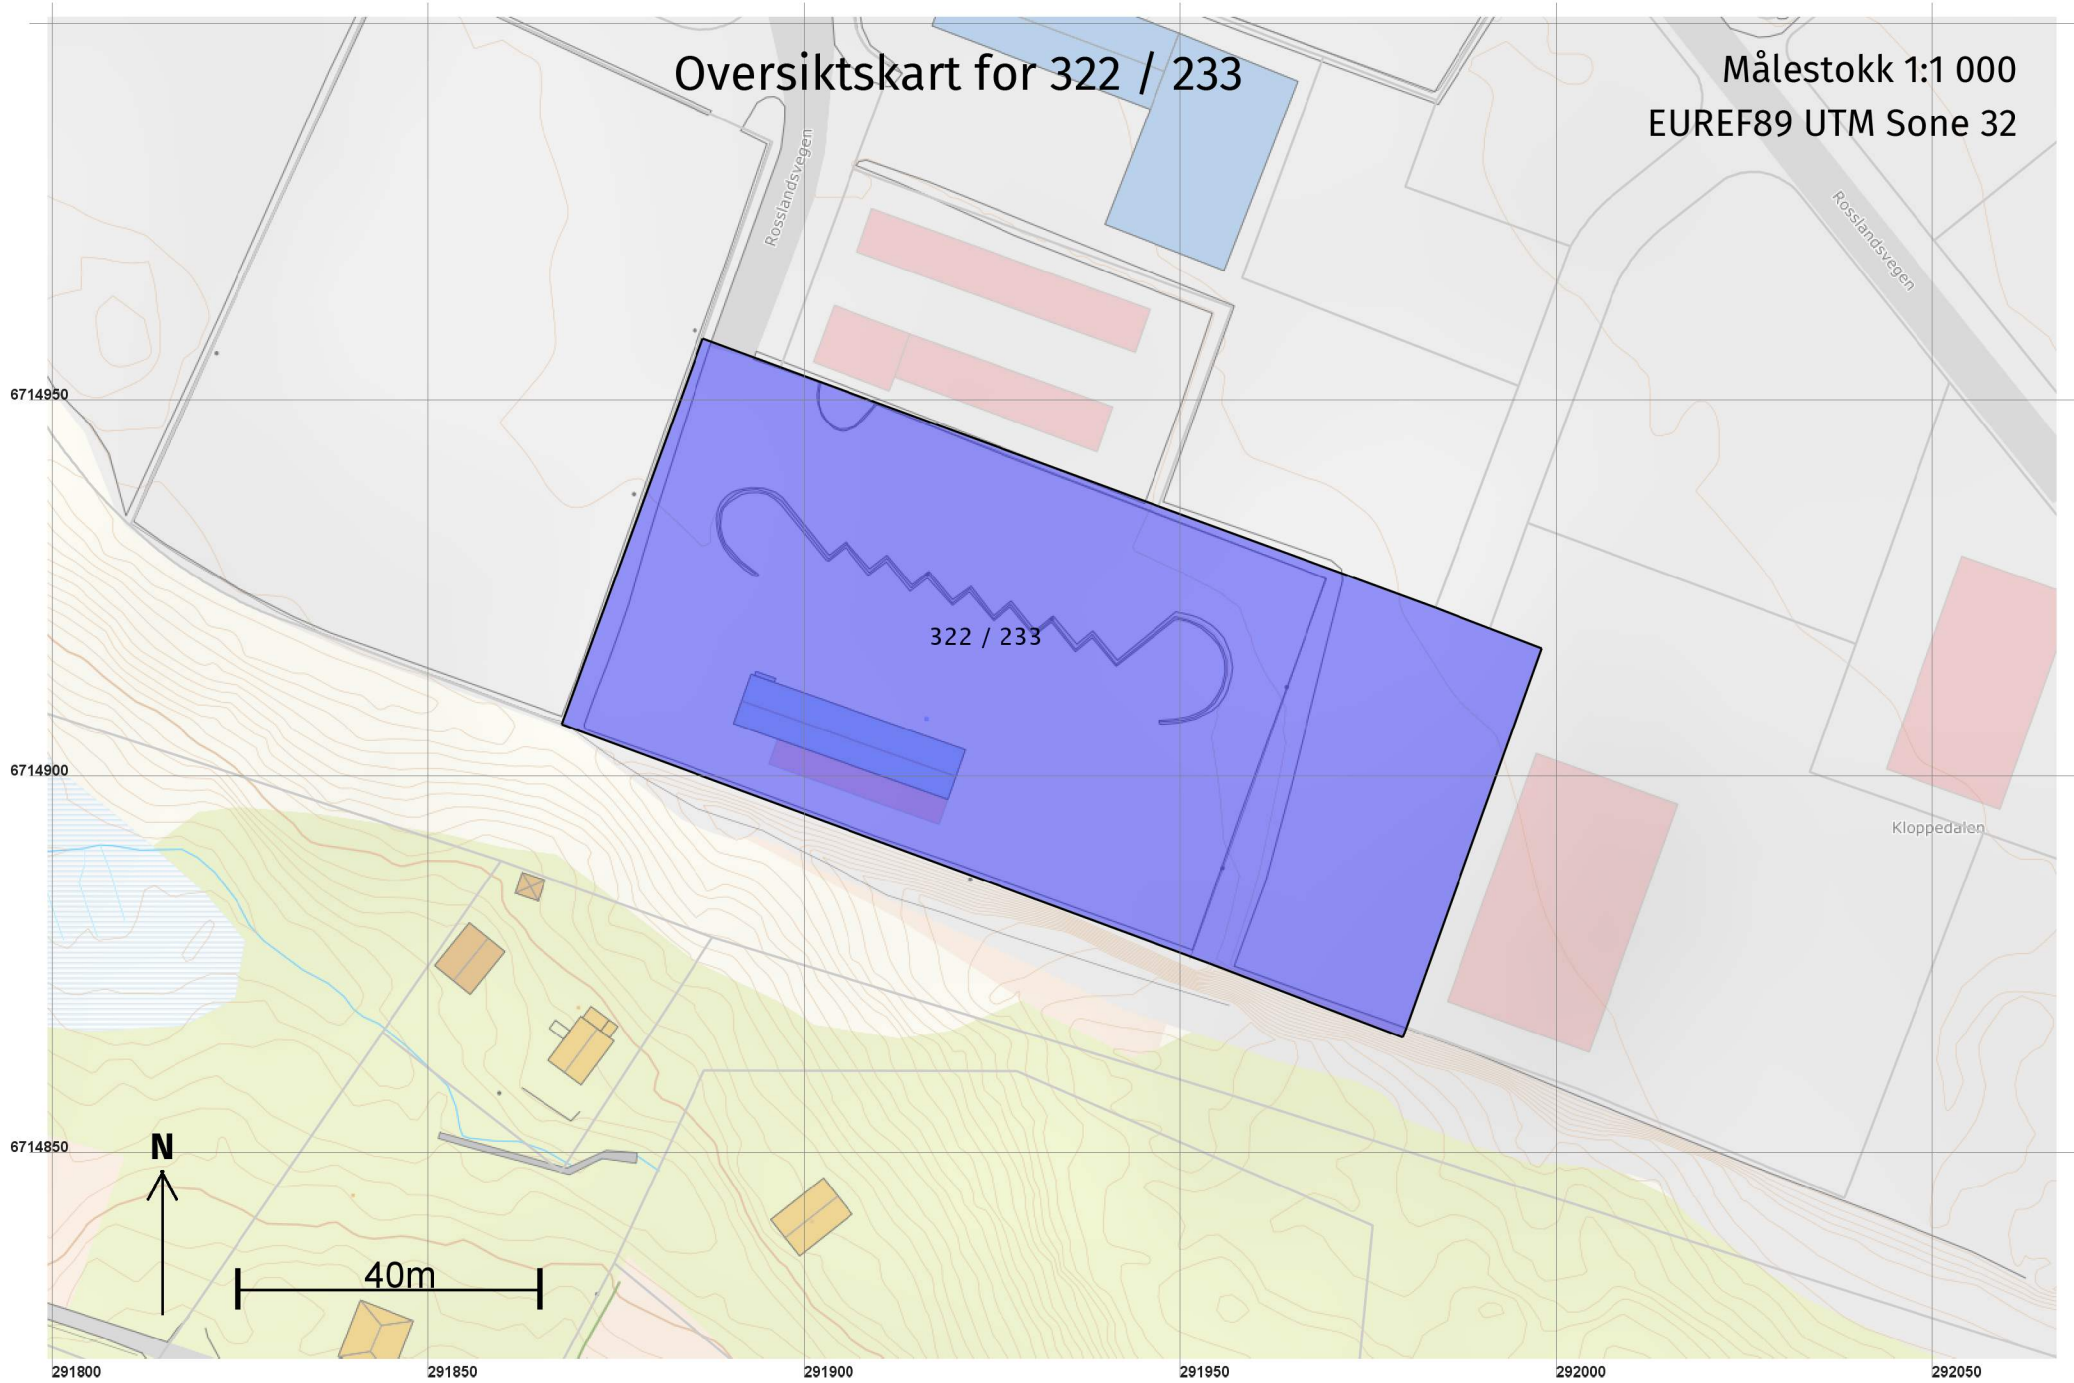 Oversiktskart for 322 / 233
Målestokk 1:1 000
EUREF89 UTM Sone 32
Rosslandsvegen
Rosslandsvegen
6714950
322 / 233
6714900
Kloppedalen
6714850
N
40m
291800
291850
291900
291950
292000
292050